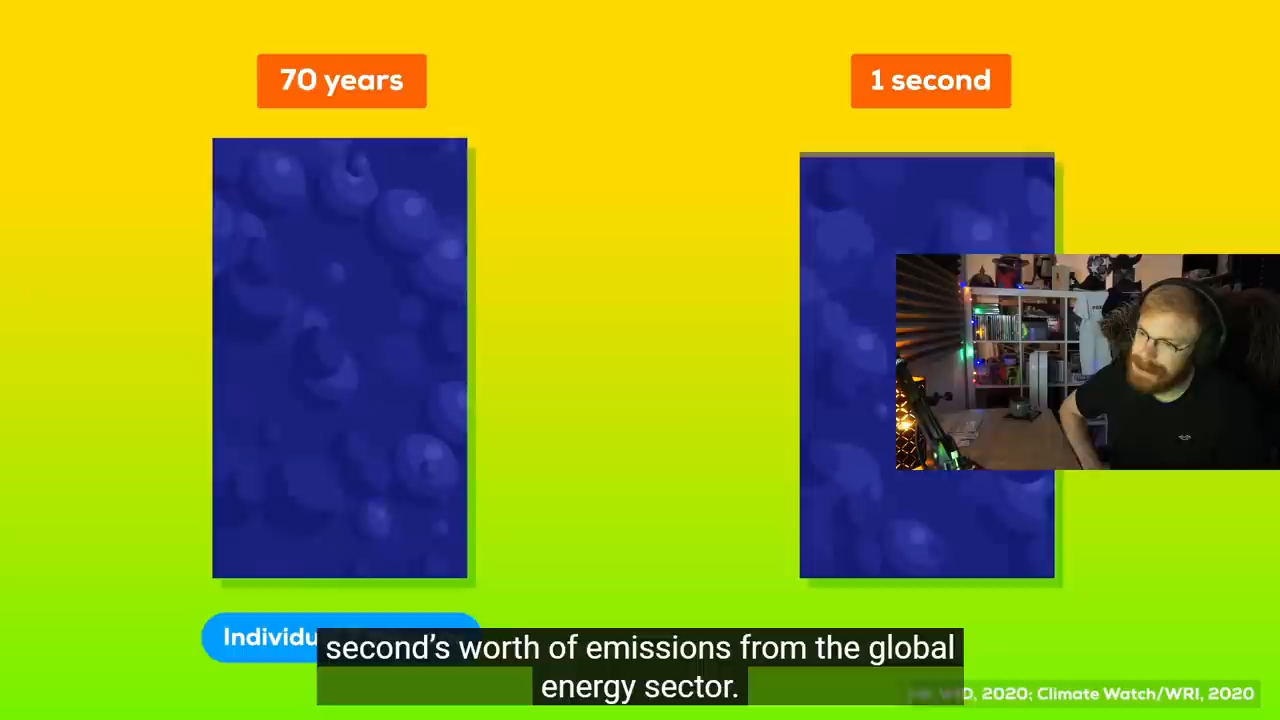 70 years
1 second
Individu
second's worth of emissions from the global
energy sector.
2020; Climate Watch/WRI, 2020